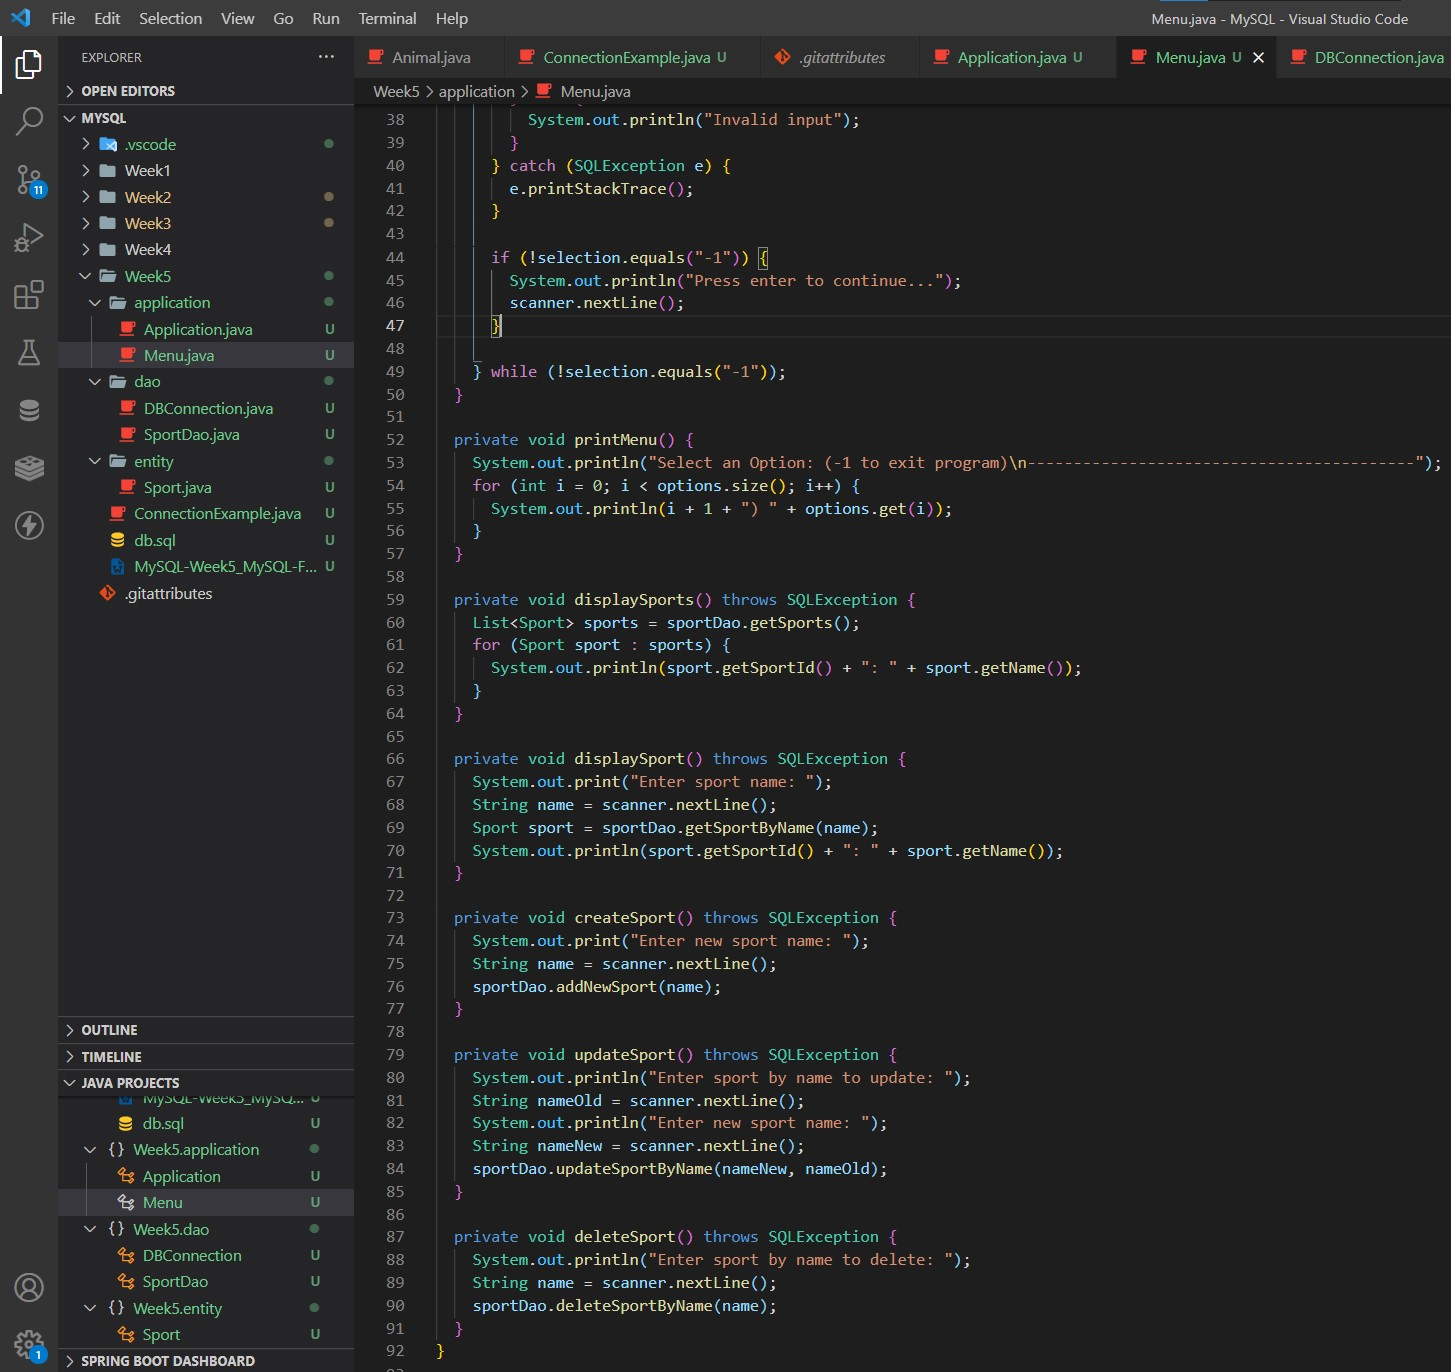 File Edit Selection View Go Run Terminal Help
Menu.java - MySQL - Visual Studio Code
EXPLORER ···
OPEN EDITORS
MYSQL
.vscode
Week1
Week2
Week3
Week4
Week5
application
Application.java U
Menu.java U
dao
DBConnection.java U
SportDao.java U
entity
Sport.java U
ConnectionExample.java U
db.sql U
MySQL-Week5_MySQL-F... U
.gitattributes
OUTLINE
TIMELINE
JAVA PROJECTS
MySQL-Week5_MySQ... U
db.sql U
{} Week5.application
Application U
Menu U
{} Week5.dao
DBConnection U
SportDao U
{} Week5.entity
Sport U
SPRING BOOT DASHBOARD
11
1
Animal.java ConnectionExample.java U .gitattributes Application.java U Menu.java U DBConnection.java
Week5 > application > Menu.java
38 System.out.println("Invalid input");
39 }
40 } catch (SQLException e) {
41 e.printStackTrace();
42 }
43
44 if (!selection.equals("-1")) {
45 System.out.println("Press enter to continue...");
46 scanner.nextLine();
47 }
48
49 } while (!selection.equals("-1"));
50 }
51
52 private void printMenu() {
53 System.out.println("Select an Option: (-1 to exit program)\n------------------------------------------");
54 for (int i = 0; i < options.size(); i++) {
55 System.out.println(i + 1 + ") " + options.get(i));
56 }
57 }
58
59 private void displaySports() throws SQLException {
60 List<Sport> sports = sportDao.getSports();
61 for (Sport sport : sports) {
62 System.out.println(sport.getSportId() + ": " + sport.getName());
63 }
64 }
65
66 private void displaySport() throws SQLException {
67 System.out.print("Enter sport name: ");
68 String name = scanner.nextLine();
69 Sport sport = sportDao.getSportByName(name);
70 System.out.println(sport.getSportId() + ": " + sport.getName());
71 }
72
73 private void createSport() throws SQLException {
74 System.out.print("Enter new sport name: ");
75 String name = scanner.nextLine();
76 sportDao.addNewSport(name);
77 }
78
79 private void updateSport() throws SQLException {
80 System.out.println("Enter sport by name to update: ");
81 String nameOld = scanner.nextLine();
82 System.out.println("Enter new sport name: ");
83 String nameNew = scanner.nextLine();
84 sportDao.updateSportByName(nameNew, nameOld);
85 }
86
87 private void deleteSport() throws SQLException {
88 System.out.println("Enter sport by name to delete: ");
89 String name = scanner.nextLine();
90 sportDao.deleteSportByName(name);
91 }
92 }